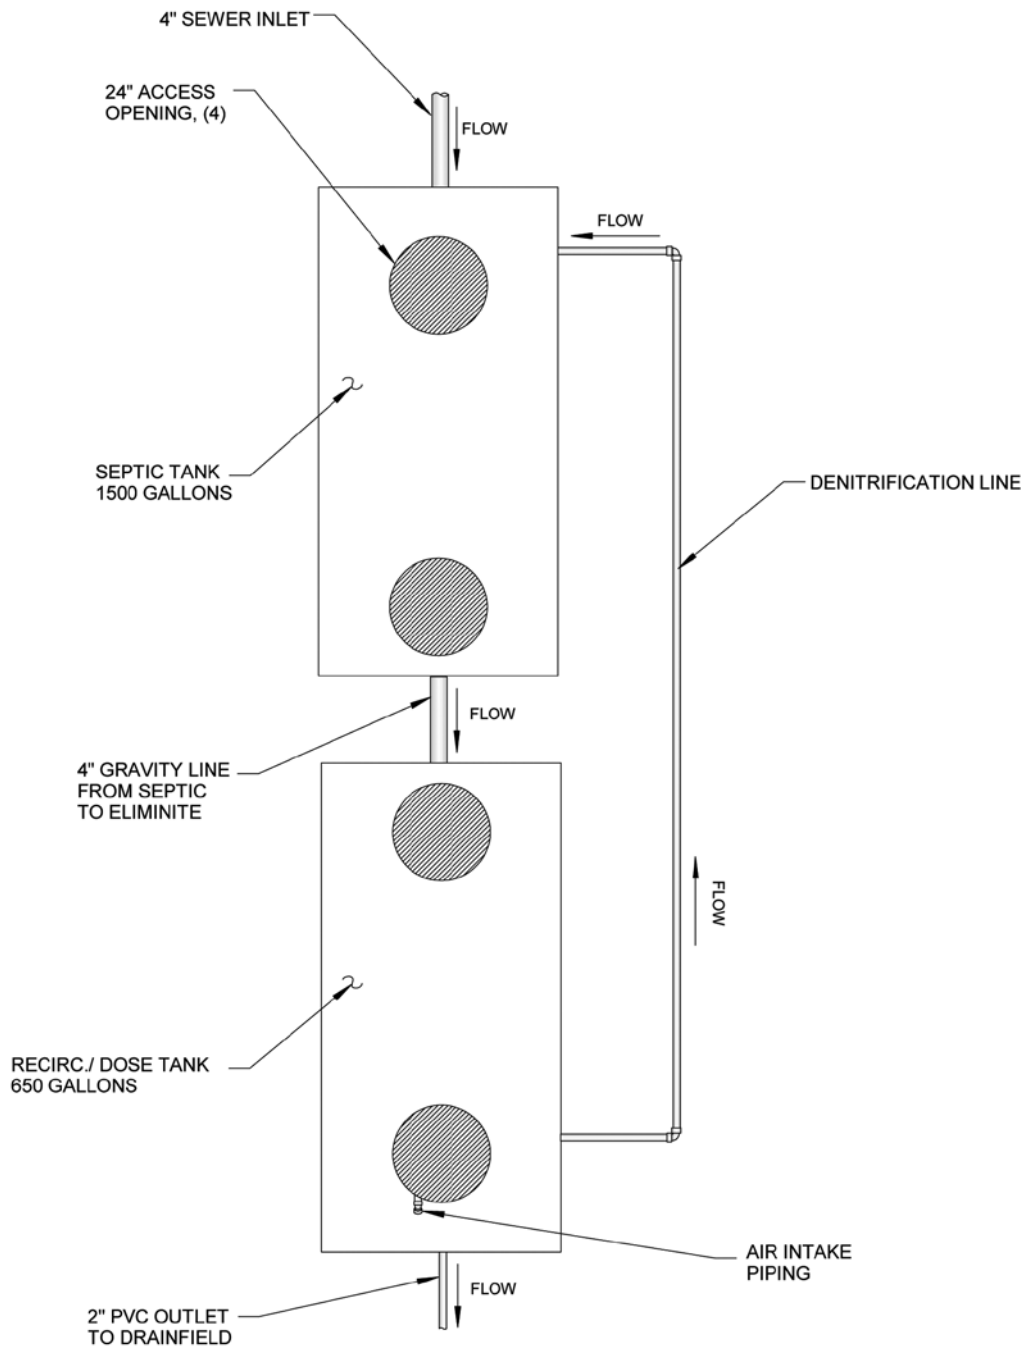 4" SEWER INLET
24" ACCESS
OPENING, (4)
FLOW
FLOW
SEPTIC TANK
1500 GALLONS
DENITRIFICATION LINE
FLOW
4" GRAVITY LINE
FROM SEPTIC
TO ELIMINITE
FLOW
RECIRC./ DOSE TANK
650 GALLONS
AIR INTAKE
PIPING
FLOW
2" PVC OUTLET
TO DRAINFIELD